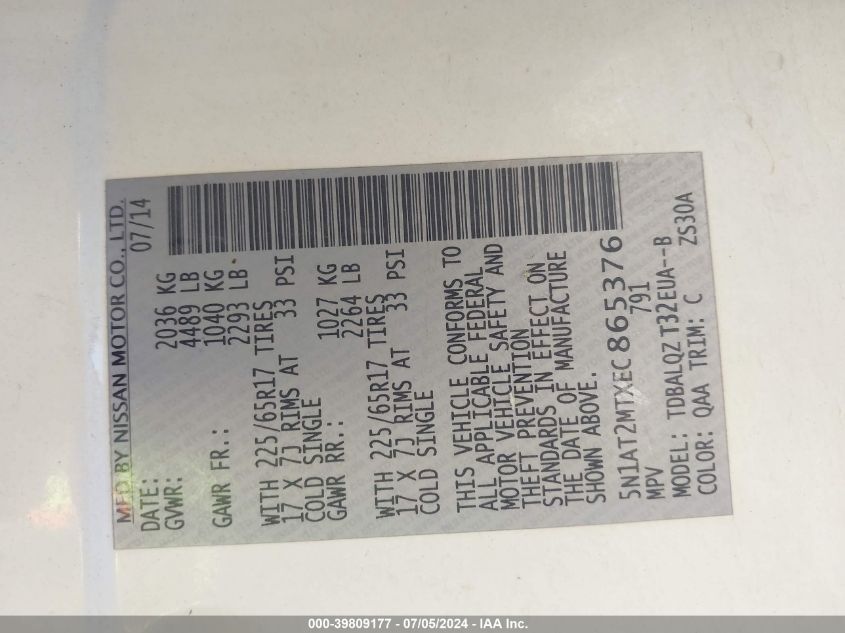 MFD BY NISSAN MOTOR CO., LTD.
DATE: 07/14
GVWR: 2036 KG
4489 LB
GAWR FR.: 1040 KG
2293 LB
WITH 225/65R17 TIRES
17 X 7J RIMS AT 33 PSI
COLD SINGLE
GAWR RR.: 1027 KG
2264 LB
WITH 225/65R17 TIRES
17 X 7J RIMS AT 33 PSI
COLD SINGLE
THIS VEHICLE CONFORMS TO
ALL APPLICABLE FEDERAL
MOTOR VEHICLE SAFETY AND
THEFT PREVENTION
STANDARDS IN EFFECT ON
THE DATE OF MANUFACTURE
SHOWN ABOVE.
5N1AT2MTXEC865376
MPV 791
MODEL: TDBALQZ T32EUA--B
COLOR: QAA TRIM: C ZS30A
000-39809177 - 07/05/2024 - IAA Inc.